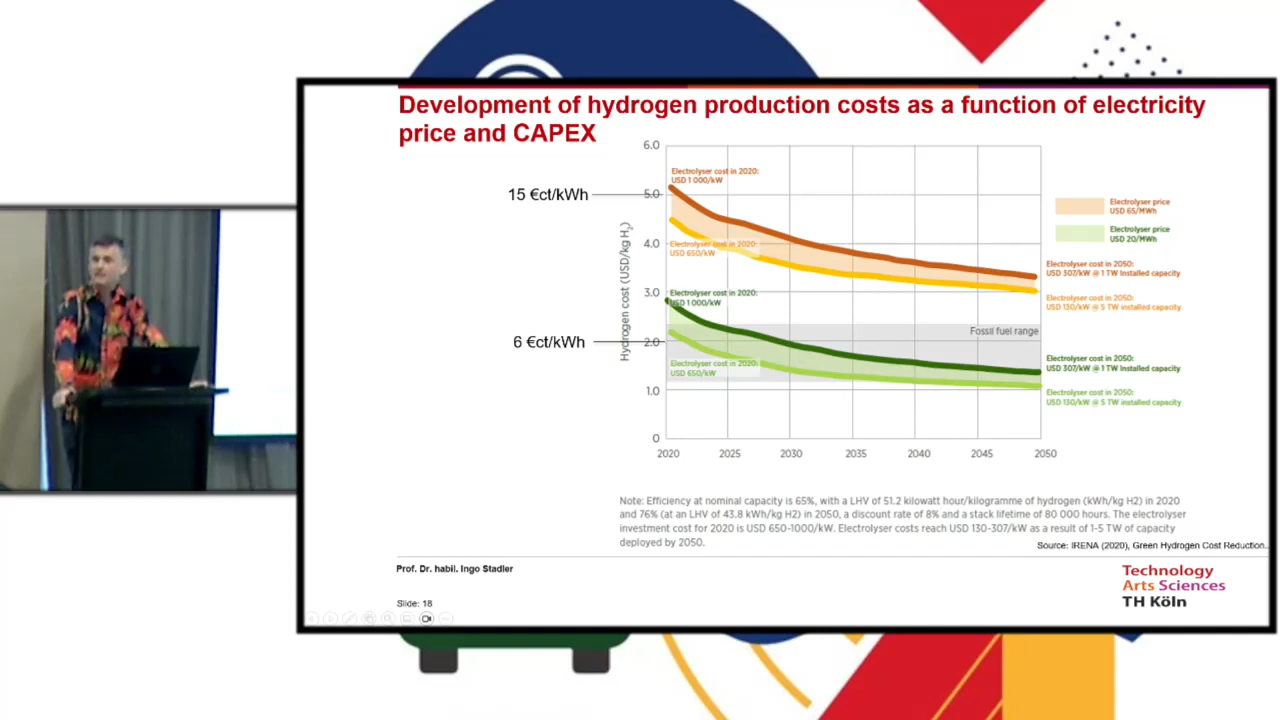 Development of hydrogen production costs as a function of electricity
price and CAPEX
6.0
Electrolyser cost in 2020:
USD 1 000/kW
15 €ct/kWh
5.0
Electrolyser price
USD 65/MWh
Electrolyser price
USD 20/MWh
4.0
Electrolyser cost in 2020:
USD 650/kW
Hydrogen cost (USD/kg H2)
Electrolyser cost in 2050:
USD 307/kW @ 1 TW Installed capacity
3.0
Electrolyser cost in 2020:
USD 1 000/kW
Electrolyser cost in 2050:
USD 130/kW @ 5 TW Installed capacity
Fossil fuel range
6 €ct/kWh
2.0
Electrolyser cost in 2020:
USD 650/kW
Electrolyser cost in 2050:
USD 307/kW @ 1 TW Installed capacity
1.0
Electrolyser cost in 2050:
USD 130/kW @ 5 TW installed capacity
0
2020 2025 2030 2035 2040 2045 2050
Note: Efficiency at nominal capacity is 65%, with a LHV of 51.2 kilowatt hour/kilogramme of hydrogen (kWh/kg H2) in 2020
and 76% (at an LHV of 43.8 kWh/kg H2) in 2050, a discount rate of 8% and a stack lifetime of 80 000 hours. The electrolyser
investment cost for 2020 is USD 650-1000/kW. Electrolyser costs reach USD 130-307/kW as a result of 1-5 TW of capacity
deployed by 2050.
Source: IRENA (2020), Green Hydrogen Cost Reduction...
Prof. Dr. habil. Ingo Stadler
Slide: 18
Technology
Arts Sciences
TH Köln